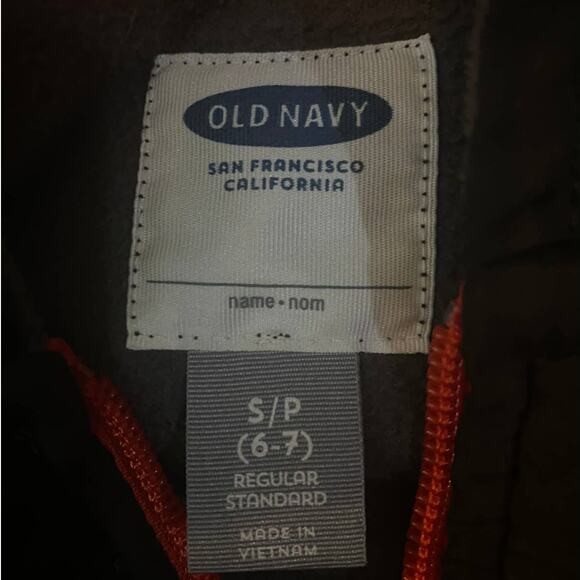 OLD NAVY
SAN FRANCISCO
CALIFORNIA
name • nom
S/P
(6-7)
REGULAR
STANDARD
MADE IN
VIETNAM